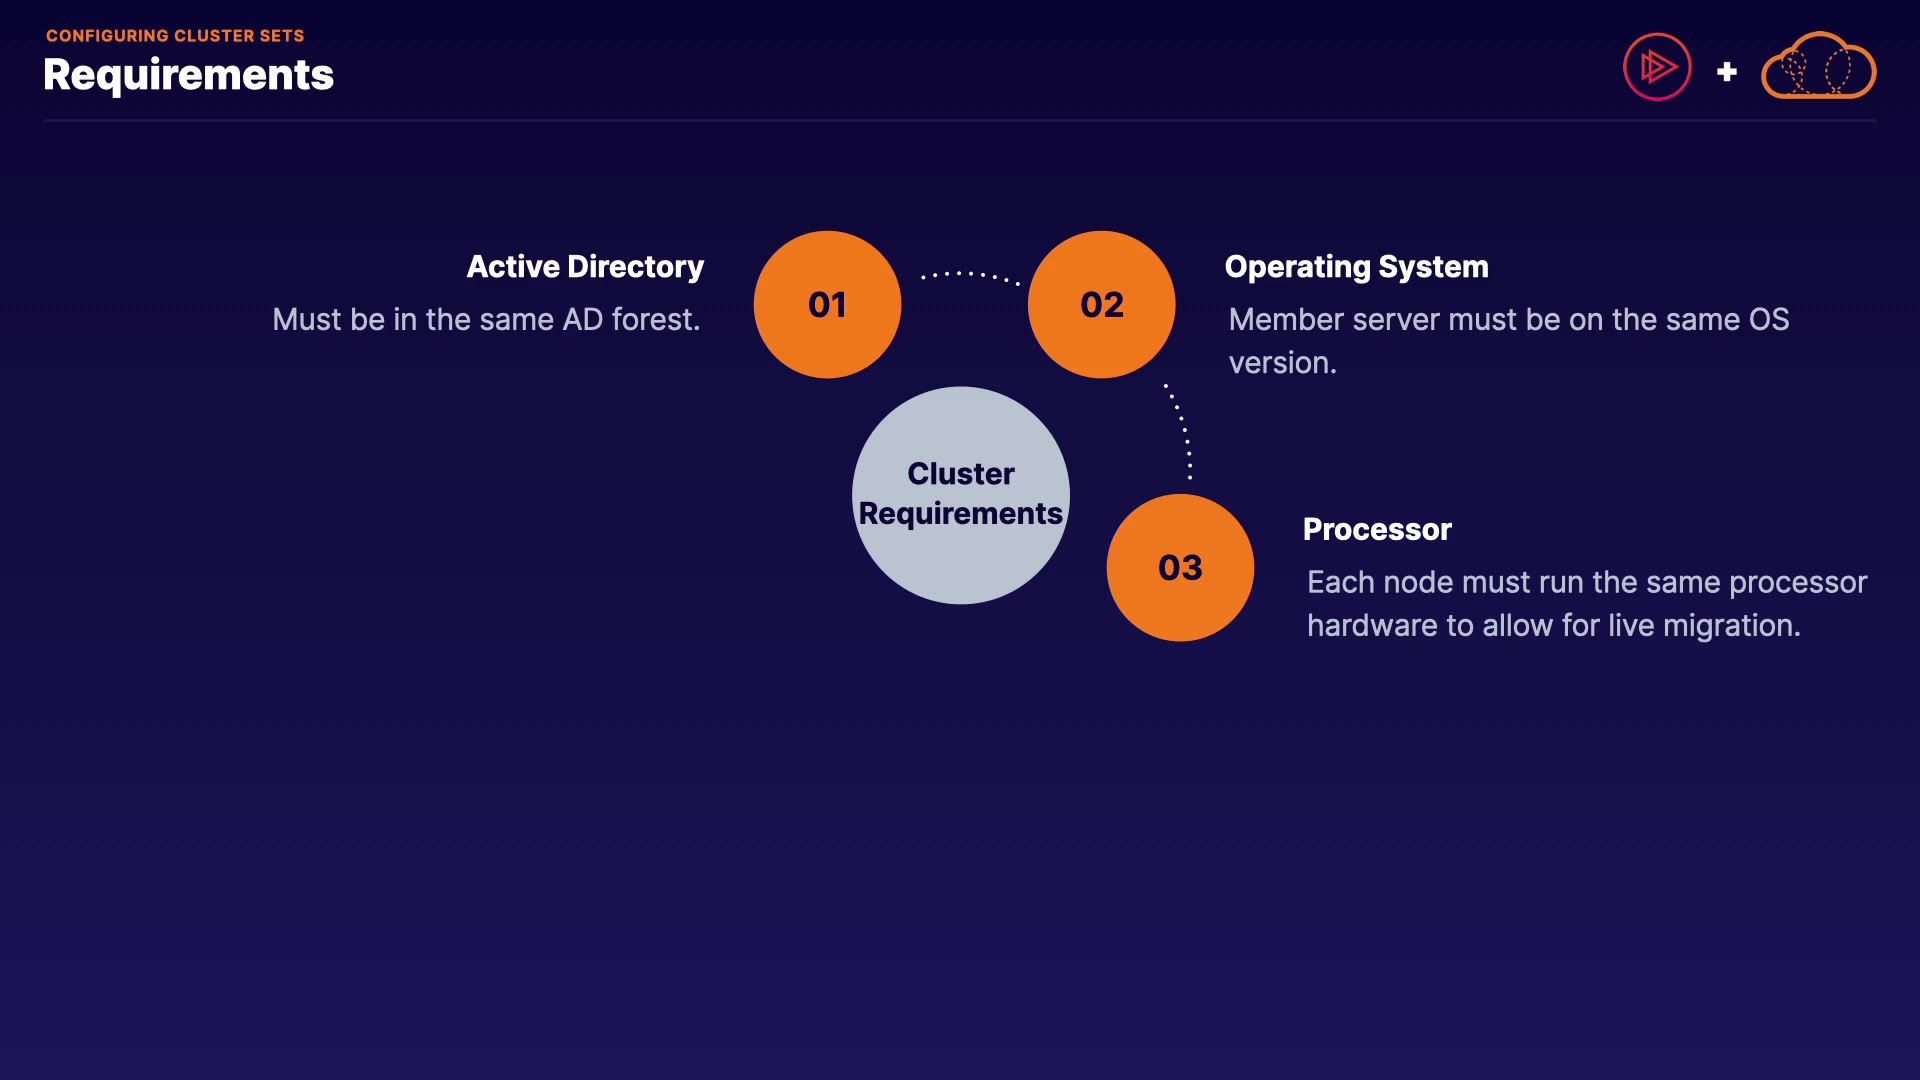 CONFIGURING CLUSTER SETS
Requirements
Active Directory
Must be in the same AD forest.
01
02
Operating System
Member server must be on the same OS
version.
Cluster
Requirements
03
Processor
Each node must run the same processor
hardware to allow for live migration.